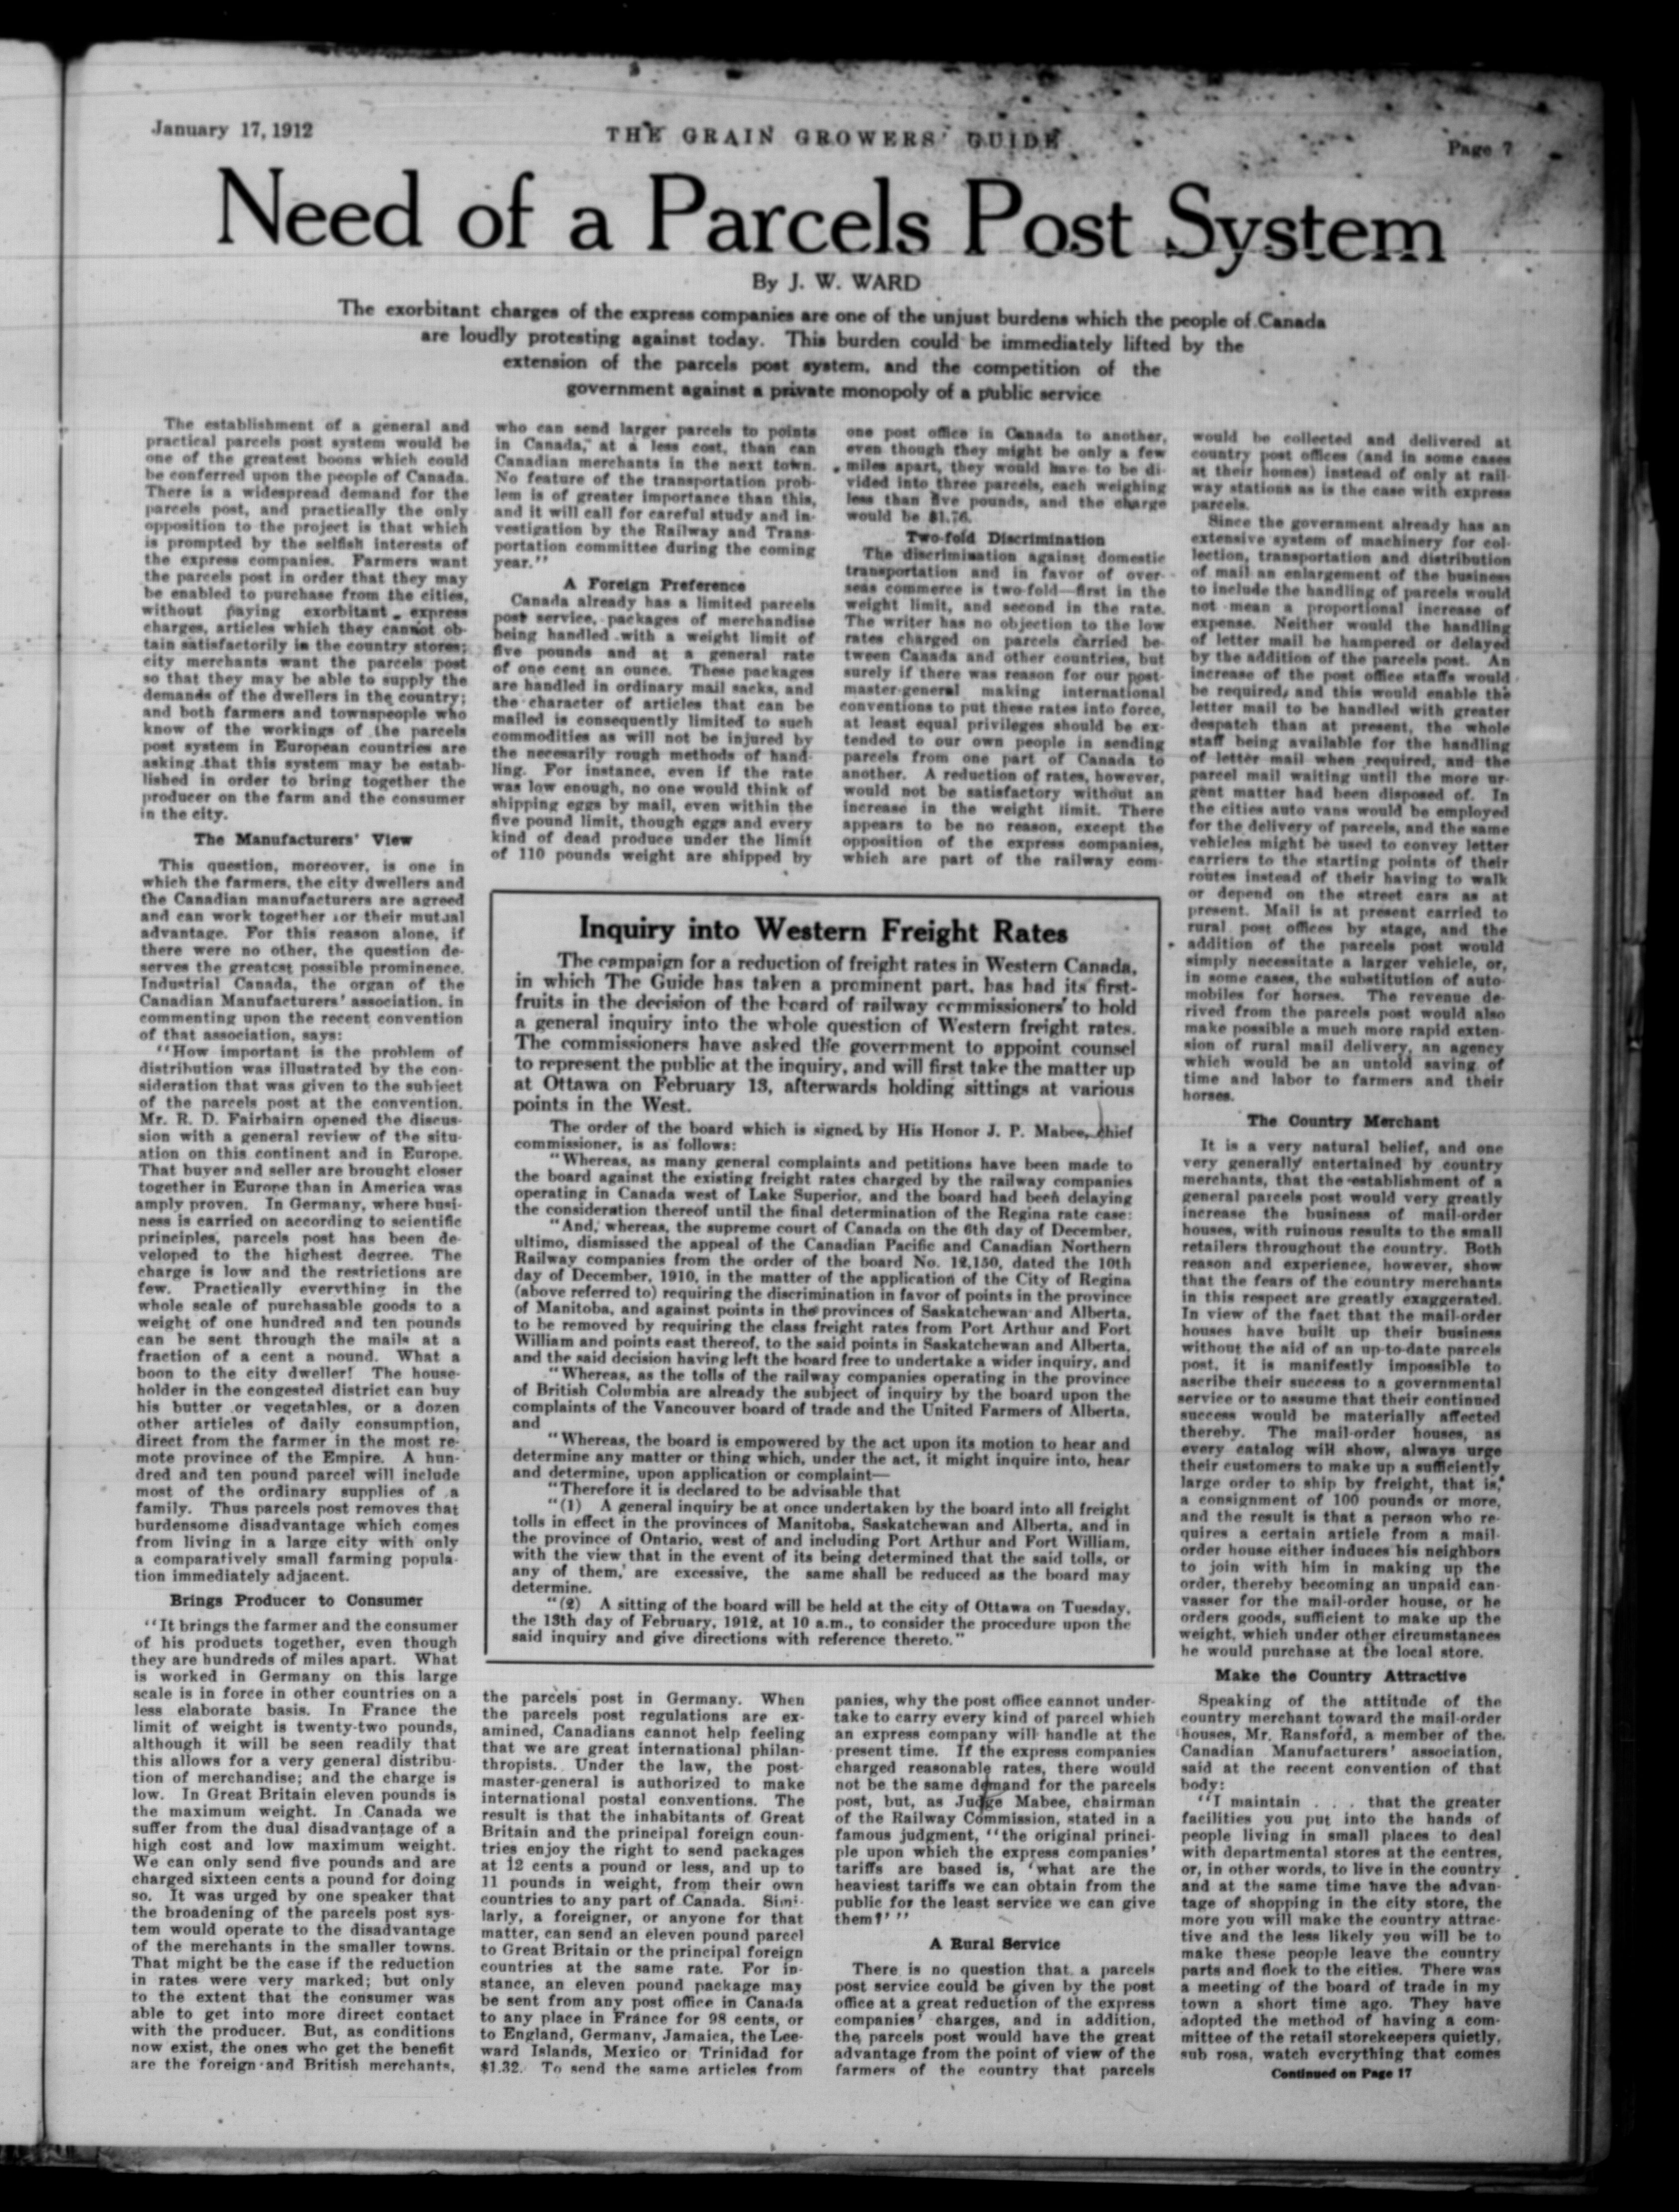 January 17, 1912
THE GRAIN GROWERS' GUIDE
Page 7
Need of a Parcels Post System
By J. W. WARD
The exorbitant charges of the express companies are one of the unjust burdens which the people of Canada
are loudly protesting against today. This burden could be immediately lifted by the
extension of the parcels post system, and the competition of the
government against a private monopoly of a public service
The establishment of a general and
practical parcels post system would be
one of the greatest boons which could
be conferred upon the people of Canada.
There is a widespread demand for the
parcels post, and practically the only
opposition to the project is that which
is prompted by the selfish interests of
the express companies. Farmers want
the parcels post in order that they may
be enabled to purchase from the cities,
without paying exorbitant express
charges, articles which they cannot ob-
tain satisfactorily in the country stores;
city merchants want the parcels post
so that they may be able to supply the
demands of the dwellers in the country;
and both farmers and townspeople who
know of the workings of the parcels
post system in European countries are
asking that this system may be estab-
lished in order to bring together the
producer on the farm and the consumer
in the city.
The Manufacturers' View
This question, moreover, is one in
which the farmers, the city dwellers and
the Canadian manufacturers are agreed
and can work together for their mutual
advantage. For this reason alone, if
there were no other, the question de-
serves the greatest possible prominence.
Industrial Canada, the organ of the
Canadian Manufacturers' association, in
commenting upon the recent convention
of that association, says:
"How important is the problem of
distribution was illustrated by the con-
sideration that was given to the subject
of the parcels post at the convention.
Mr. R. D. Fairbairn opened the discus-
sion with a general review of the situ-
ation on this continent and in Europe.
That buyer and seller are brought closer
together in Europe than in America was
amply proven. In Germany, where busi-
ness is carried on according to scientific
principles, parcels post has been de-
veloped to the highest degree. The
charge is low and the restrictions are
few. Practically everything in the
whole scale of purchasable goods to a
weight of one hundred and ten pounds
can be sent through the mails at a
fraction of a cent a pound. What a
boon to the city dweller! The house-
holder in the congested district can buy
his butter or vegetables, or a dozen
other articles of daily consumption,
direct from the farmer in the most re-
mote province of the Empire. A hun-
dred and ten pound parcel will include
most of the ordinary supplies of a
family. Thus parcels post removes that
burdensome disadvantage which comes
from living in a large city with only
a comparatively small farming popula-
tion immediately adjacent.
Brings Producer to Consumer
"It brings the farmer and the consumer
of his products together, even though
they are hundreds of miles apart. What
is worked in Germany on this large
scale is in force in other countries on a
less elaborate basis. In France the
limit of weight is twenty-two pounds,
although it will be seen readily that
this allows for a very general distribu-
tion of merchandise; and the charge is
low. In Great Britain eleven pounds is
the maximum weight. In Canada we
suffer from the dual disadvantage of a
high cost and low maximum weight.
We can only send five pounds and are
charged sixteen cents a pound for doing
so. It was urged by one speaker that
the broadening of the parcels post sys-
tem would operate to the disadvantage
of the merchants in the smaller towns.
That might be the case if the reduction
in rates were very marked; but only
to the extent that the consumer was
able to get into more direct contact
with the producer. But, as conditions
now exist, the ones who get the benefit
are the foreign and British merchants,
who can send larger parcels to points
in Canada, at a less cost, than can
Canadian merchants in the next town.
No feature of the transportation prob-
lem is of greater importance than this,
and it will call for careful study and in-
vestigation by the Railway and Trans-
portation committee during the coming
year."
A Foreign Preference
Canada already has a limited parcels
post service, packages of merchandise
being handled with a weight limit of
five pounds and at a general rate
of one cent an ounce. These packages
are handled in ordinary mail sacks, and
the character of articles that can be
mailed is consequently limited to such
commodities as will not be injured by
the necessarily rough methods of hand-
ling. For instance, even if the rate
was low enough, no one would think of
shipping eggs by mail, even within the
five pound limit, though eggs and every
kind of dead produce under the limit
of 110 pounds weight are shipped by
the parcels post in Germany. When
the parcels post regulations are ex-
amined, Canadians cannot help feeling
that we are great international philan-
thropists. Under the law, the post-
master-general is authorized to make
international postal conventions. The
result is that the inhabitants of Great
Britain and the principal foreign coun-
tries enjoy the right to send packages
at 12 cents a pound or less, and up to
11 pounds in weight, from their own
countries to any part of Canada. Simi-
larly, a foreigner, or anyone for that
matter, can send an eleven pound parcel
to Great Britain or the principal foreign
countries at the same rate. For in-
stance, an eleven pound package may
be sent from any post office in Canada
to any place in France for 98 cents, or
to England, Germany, Jamaica, the Lee-
ward Islands, Mexico or Trinidad for
$1.32. To send the same articles from
one post office in Canada to another,
even though they might be only a few
miles apart, they would have to be di-
vided into three parcels, each weighing
less than five pounds, and the charge
would be $1.76.
Two-fold Discrimination
The discrimination against domestic
transportation and in favor of over-
seas commerce is two-fold—first in the
weight limit, and second in the rate.
The writer has no objection to the low
rates charged on parcels carried be-
tween Canada and other countries, but
surely if there was reason for our post-
master-general making international
conventions to put these rates into force,
at least equal privileges should be ex-
tended to our own people in sending
parcels from one part of Canada to
another. A reduction of rates, however,
would not be satisfactory without an
increase in the weight limit. There
appears to be no reason, except the
opposition of the express companies,
which are part of the railway com-
panies, why the post office cannot under-
take to carry every kind of parcel which
an express company will handle at the
present time. If the express companies
charged reasonable rates, there would
not be the same demand for the parcels
post, but, as Judge Mabee, chairman
of the Railway Commission, stated in a
famous judgment, "the original princi-
ple upon which the express companies'
tariffs are based is, 'what are the
heaviest tariffs we can obtain from the
public for the least service we can give
them?' "
A Rural Service
There is no question that a parcels
post service could be given by the post
office at a great reduction of the express
companies' charges, and in addition,
the parcels post would have the great
advantage from the point of view of the
farmers of the country that parcels
would be collected and delivered at
country post offices (and in some cases
at their homes) instead of only at rail-
way stations as is the case with express
parcels.
Since the government already has an
extensive system of machinery for col-
lection, transportation and distribution
of mail an enlargement of the business
to include the handling of parcels would
not mean a proportional increase of
expense. Neither would the handling
of letter mail be hampered or delayed
by the addition of the parcels post. An
increase of the post office staffs would
be required, and this would enable the
letter mail to be handled with greater
despatch than at present, the whole
staff being available for the handling
of letter mail when required, and the
parcel mail waiting until the more ur-
gent matter had been disposed of. In
the cities auto vans would be employed
for the delivery of parcels, and the same
vehicles might be used to convey letter
carriers to the starting points of their
routes instead of their having to walk
or depend on the street cars as at
present. Mail is at present carried to
rural post offices by stage, and the
addition of the parcels post would
simply necessitate a larger vehicle, or,
in some cases, the substitution of auto-
mobiles for horses. The revenue de-
rived from the parcels post would also
make possible a much more rapid exten-
sion of rural mail delivery, an agency
which would be an untold saving of
time and labor to farmers and their
horses.
The Country Merchant
It is a very natural belief, and one
very generally entertained by country
merchants, that the establishment of a
general parcels post would very greatly
increase the business of mail-order
houses, with ruinous results to the small
retailers throughout the country. Both
reason and experience, however, show
that the fears of the country merchants
in this respect are greatly exaggerated.
In view of the fact that the mail-order
houses have built up their business
without the aid of an up-to-date parcels
post, it is manifestly impossible to
ascribe their success to a governmental
service or to assume that their continued
success would be materially affected
thereby. The mail-order houses, as
every catalog will show, always urge
their customers to make up a sufficiently
large order to ship by freight, that is,
a consignment of 100 pounds or more,
and the result is that a person who re-
quires a certain article from a mail-
order house either induces his neighbors
to join with him in making up the
order, thereby becoming an unpaid can-
vasser for the mail-order house, or he
orders goods, sufficient to make up the
weight, which under other circumstances
he would purchase at the local store.
Make the Country Attractive
Speaking of the attitude of the
country merchant toward the mail-order
houses, Mr. Ransford, a member of the
Canadian Manufacturers' association,
said at the recent convention of that
body:
"I maintain . . . that the greater
facilities you put into the hands of
people living in small places to deal
with departmental stores at the centres,
or, in other words, to live in the country
and at the same time have the advan-
tage of shopping in the city store, the
more you will make the country attrac-
tive and the less likely you will be to
make these people leave the country
parts and flock to the cities. There was
a meeting of the board of trade in my
town a short time ago. They have
adopted the method of having a com-
mittee of the retail storekeepers quietly,
sub rosa, watch everything that comes
Continued on Page 17
Inquiry into Western Freight Rates
The campaign for a reduction of freight rates in Western Canada,
in which The Guide has taken a prominent part, has had its first-
fruits in the decision of the board of railway commissioners to hold
a general inquiry into the whole question of Western freight rates.
The commissioners have asked the government to appoint counsel
to represent the public at the inquiry, and will first take the matter up
at Ottawa on February 13, afterwards holding sittings at various
points in the West.
The order of the board which is signed by His Honor J. P. Mabee, chief
commissioner, is as follows:
"Whereas, as many general complaints and petitions have been made to
the board against the existing freight rates charged by the railway companies
operating in Canada west of Lake Superior, and the board had been delaying
the consideration thereof until the final determination of the Regina rate case:
"And, whereas, the supreme court of Canada on the 6th day of December,
ultimo, dismissed the appeal of the Canadian Pacific and Canadian Northern
Railway companies from the order of the board No. 12,150, dated the 10th
day of December, 1910, in the matter of the application of the City of Regina
(above referred to) requiring the discrimination in favor of points in the province
of Manitoba, and against points in the provinces of Saskatchewan and Alberta,
to be removed by requiring the class freight rates from Port Arthur and Fort
William and points east thereof, to the said points in Saskatchewan and Alberta,
and the said decision having left the board free to undertake a wider inquiry, and
"Whereas, as the tolls of the railway companies operating in the province
of British Columbia are already the subject of inquiry by the board upon the
complaints of the Vancouver board of trade and the United Farmers of Alberta,
and
"Whereas, the board is empowered by the act upon its motion to hear and
determine any matter or thing which, under the act, it might inquire into, hear
and determine, upon application or complaint—
"Therefore it is declared to be advisable that
"(1) A general inquiry be at once undertaken by the board into all freight
tolls in effect in the provinces of Manitoba, Saskatchewan and Alberta, and in
the province of Ontario, west of and including Port Arthur and Fort William,
with the view that in the event of its being determined that the said tolls, or
any of them, are excessive, the same shall be reduced as the board may
determine.
"(2) A sitting of the board will be held at the city of Ottawa on Tuesday,
the 13th day of February, 1912, at 10 a.m., to consider the procedure upon the
said inquiry and give directions with reference thereto."